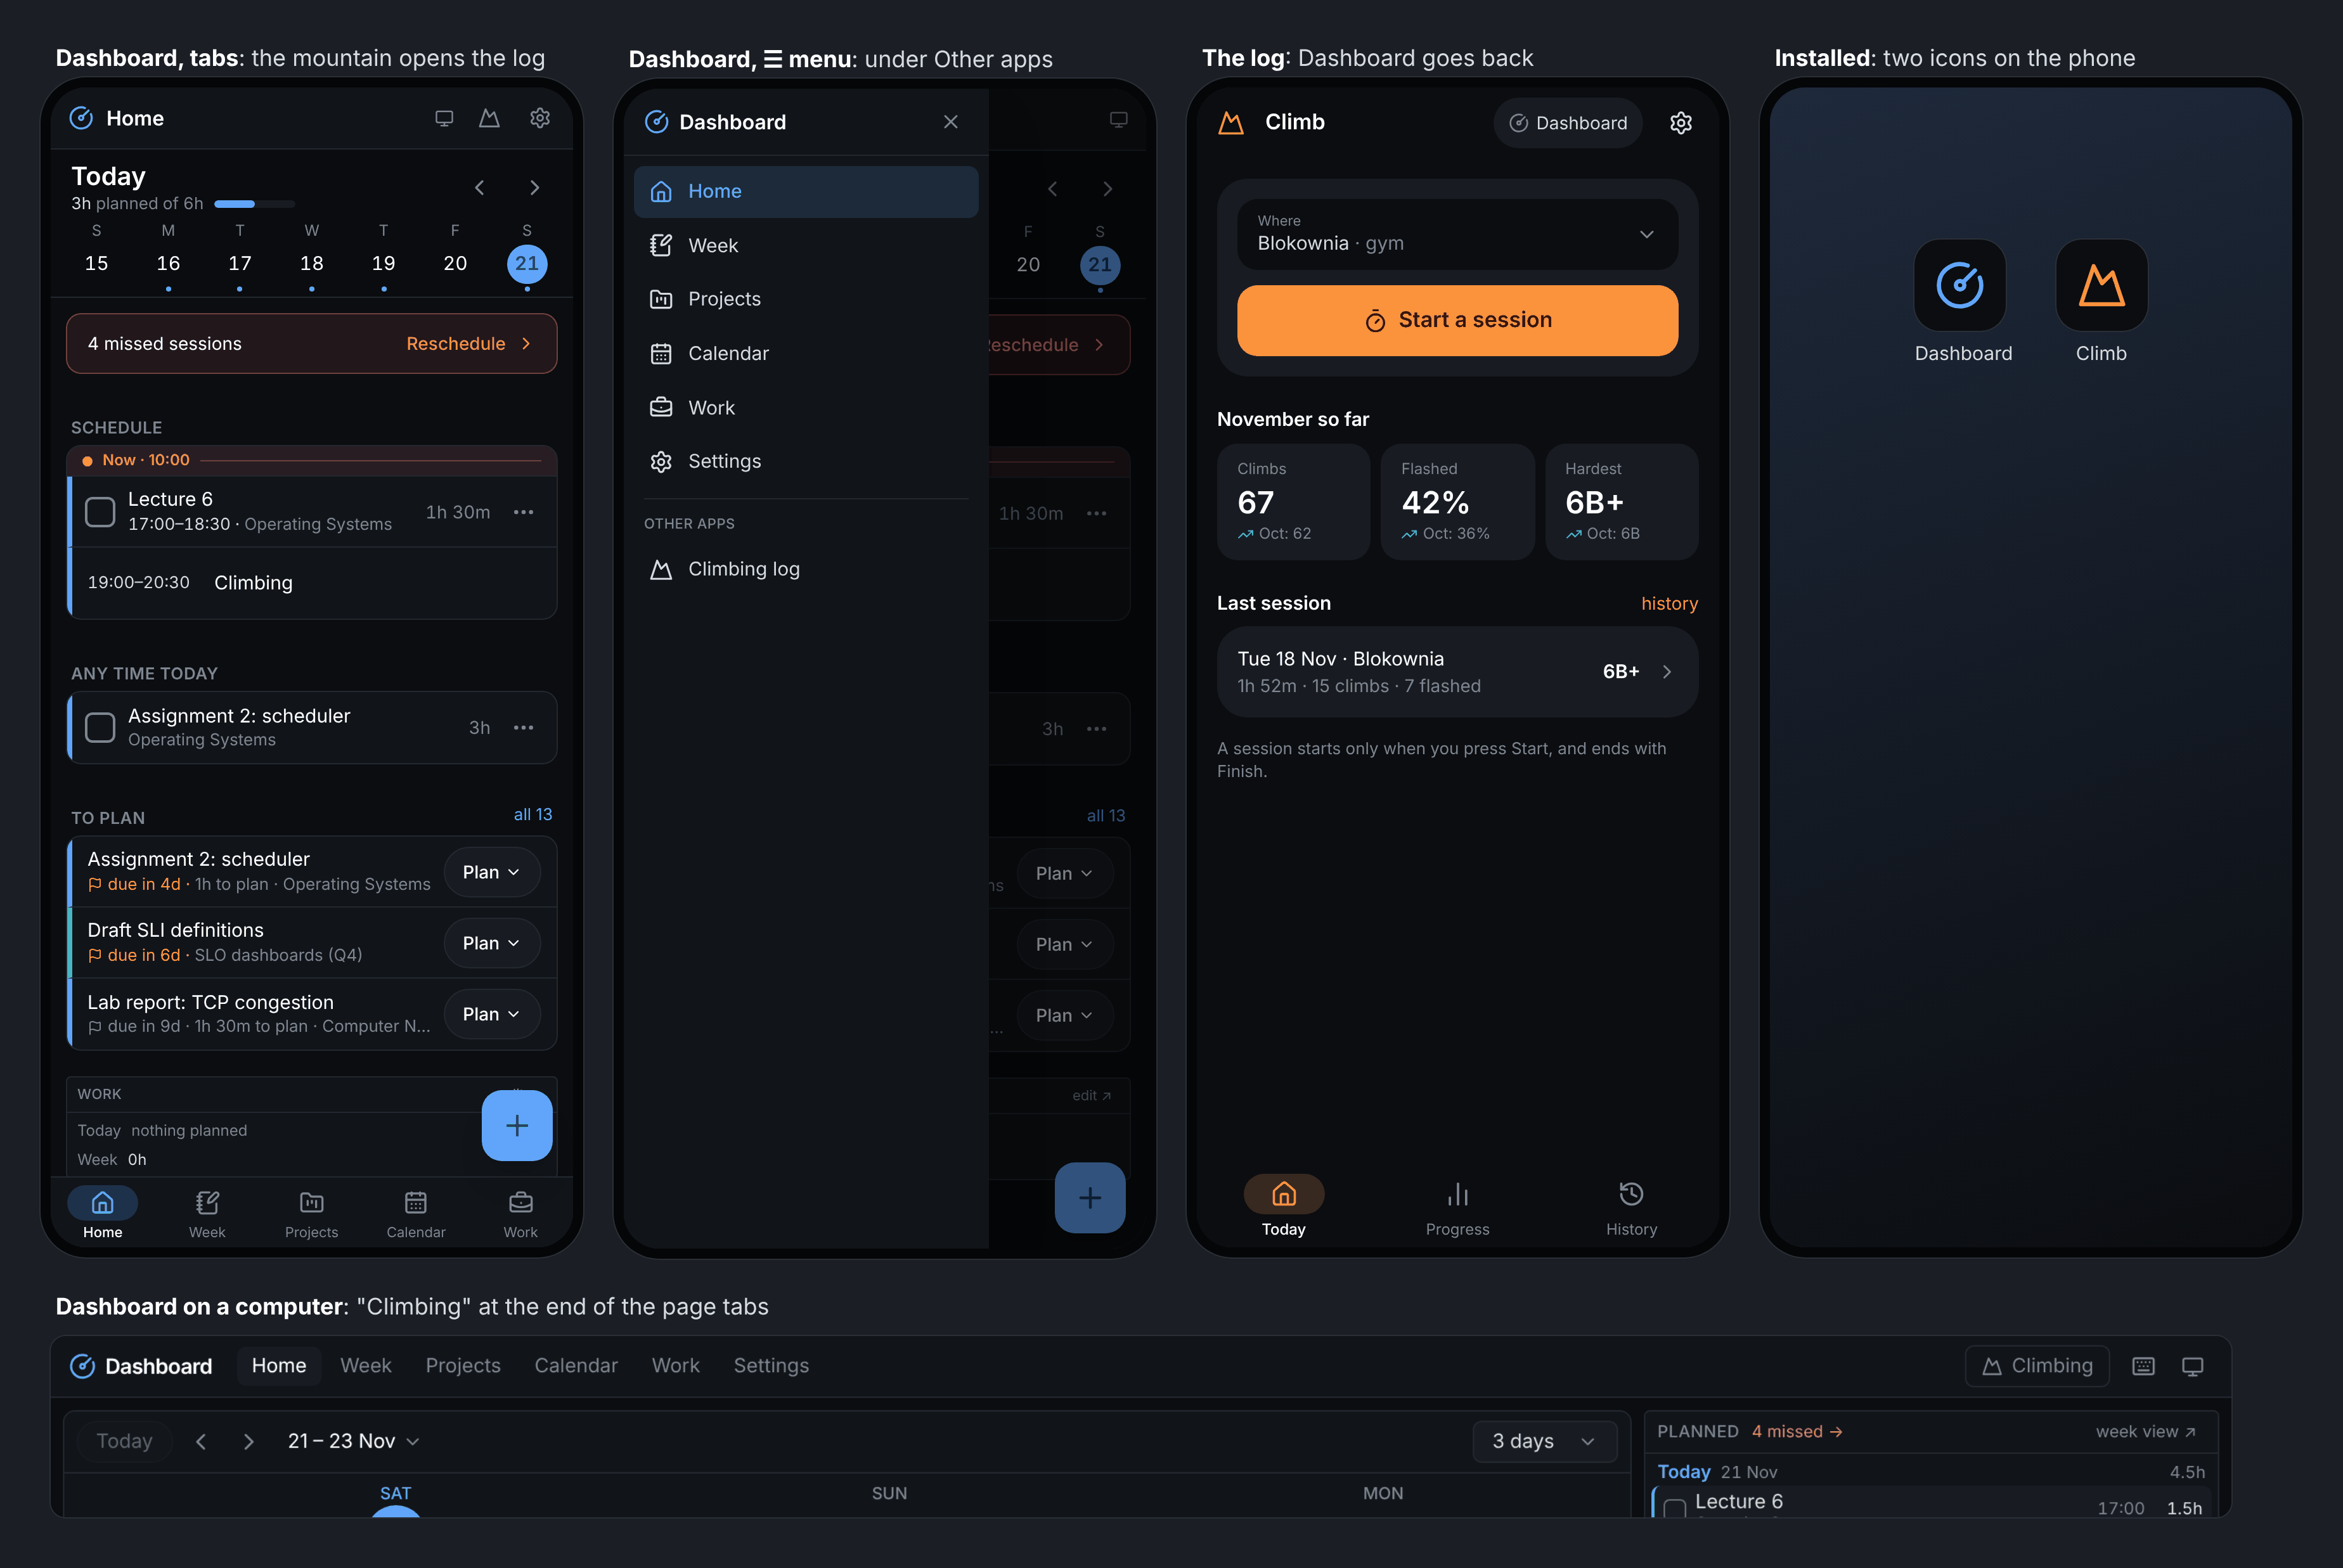 Dashboard, tabs: the mountain opens the log
Home
Today
3h planned of 6h
S M T W T F S
15 16 17 18 19 20 21
4 missed sessions Reschedule
SCHEDULE
Now · 10:00
Lecture 6
17:00–18:30 · Operating Systems
1h 30m
19:00–20:30 Climbing
ANY TIME TODAY
Assignment 2: scheduler
Operating Systems
3h
TO PLAN all 13
Assignment 2: scheduler
due in 4d · 1h to plan · Operating Systems
Plan
Draft SLI definitions
due in 6d · SLO dashboards (Q4)
Plan
Lab report: TCP congestion
due in 9d · 1h 30m to plan · Computer N...
Plan
WORK
Today nothing planned
Week 0h
Home Week Projects Calendar Work
Dashboard, ☰ menu: under Other apps
Dashboard
Home
Week
Projects
Calendar
Work
Settings
OTHER APPS
Climbing log
F S
20 21
Reschedule
1h 30m
3h
all 13
Plan
Plan
Plan
edit ↗
The log: Dashboard goes back
Climb
Dashboard
Where
Blokownia · gym
Start a session
November so far
Climbs
67
Oct: 62
Flashed
42%
Oct: 36%
Hardest
6B+
Oct: 6B
Last session history
Tue 18 Nov · Blokownia
1h 52m · 15 climbs · 7 flashed
6B+
A session starts only when you press Start, and ends with
Finish.
Today Progress History
Installed: two icons on the phone
Dashboard Climb
Dashboard on a computer: "Climbing" at the end of the page tabs
Dashboard Home Week Projects Calendar Work Settings Climbing
Today 21 – 23 Nov 3 days
SAT SUN MON
PLANNED 4 missed → week view ↗
Today 21 Nov 4.5h
Lecture 6 17:00 1.5h